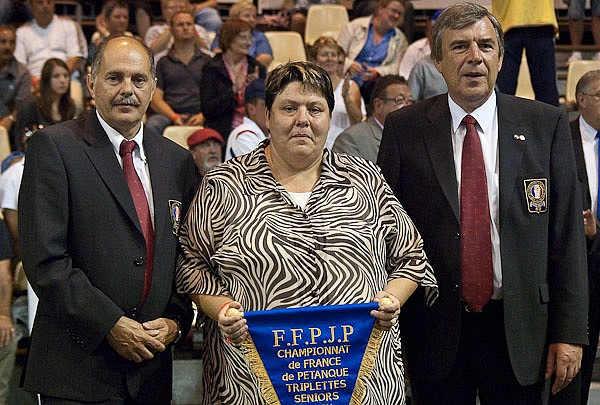 F.F.P.J.P
CHAMPIONNAT
de FRANCE
de PETANQUE
TRIPLETTES
SENIORS